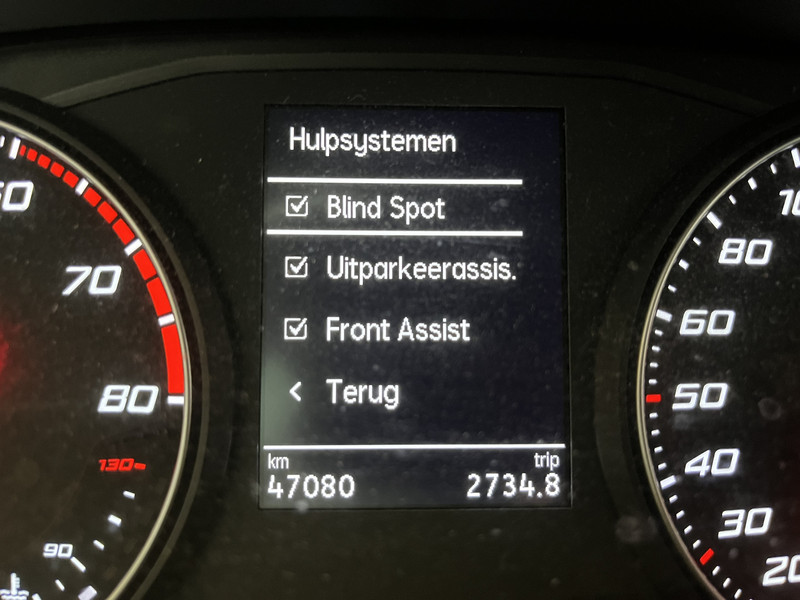 Hulpsystemen
Blind Spot
Uitparkeerassis.
Front Assist
Terug
km
trip
47080
2734.8
70
80
130
90
80
60
50
40
30
20